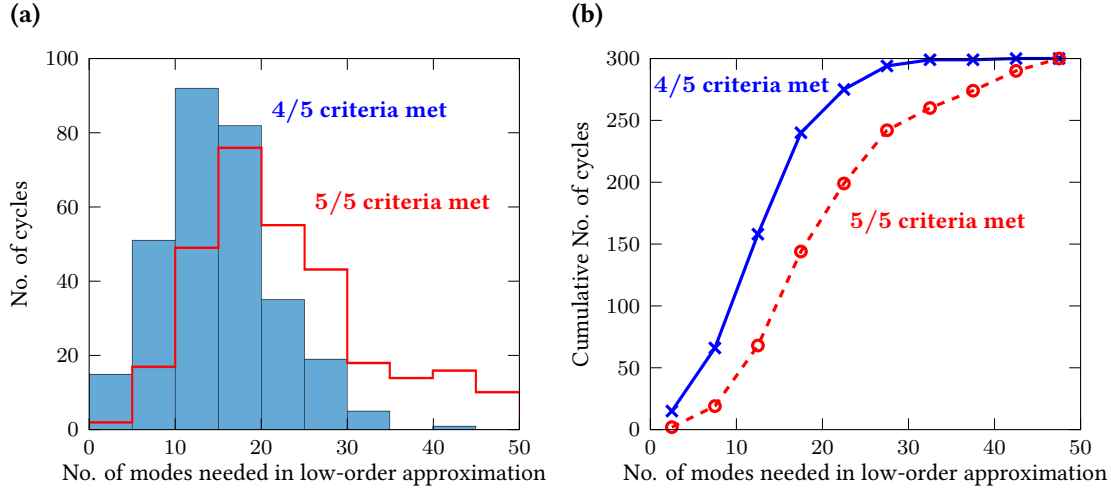 (a)
100
80
60
40
20
0
No. of cycles
4/5 criteria met
5/5 criteria met
0 10 20 30 40 50
No. of modes needed in low-order approximation
(b)
300
250
200
150
100
50
0
Cumulative No. of cycles
4/5 criteria met
5/5 criteria met
0 10 20 30 40 50
No. of modes needed in low-order approximation